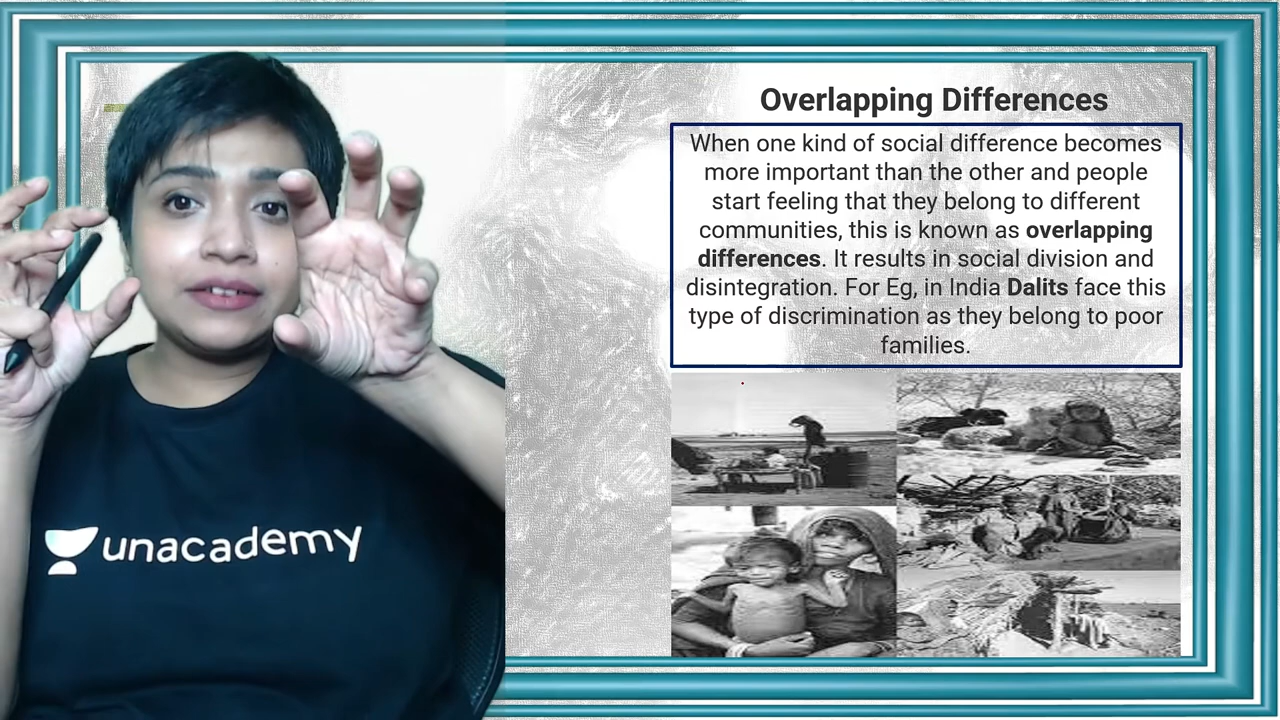 Overlapping Differences
When one kind of social difference becomes
more important than the other and people
start feeling that they belong to different
communities, this is known as overlapping
differences. It results in social division and
disintegration. For Eg, in India Dalits face this
type of discrimination as they belong to poor
families.
unacademy